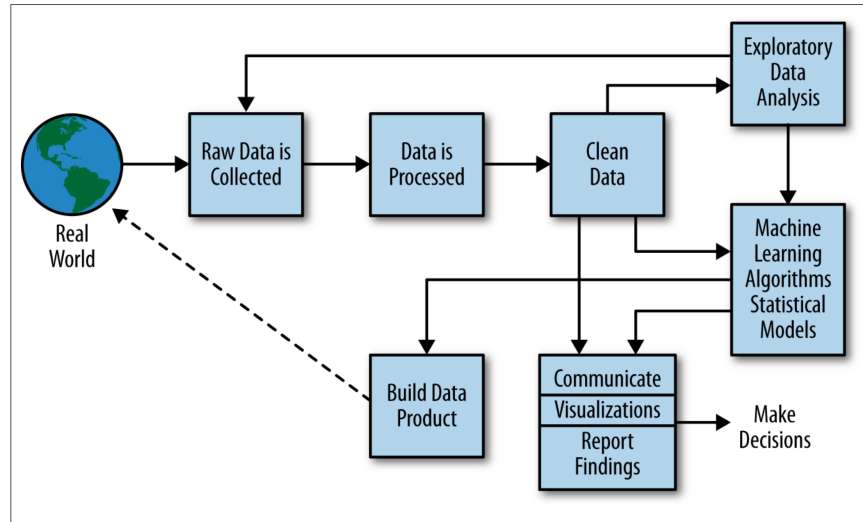 Exploratory
Data
Analysis
Raw Data is
Collected
Data is
Processed
Clean
Data
Real
World
Machine
Learning
Algorithms
Statistical
Models
Build Data
Product
Communicate
Visualizations
Report
Findings
Make
Decisions